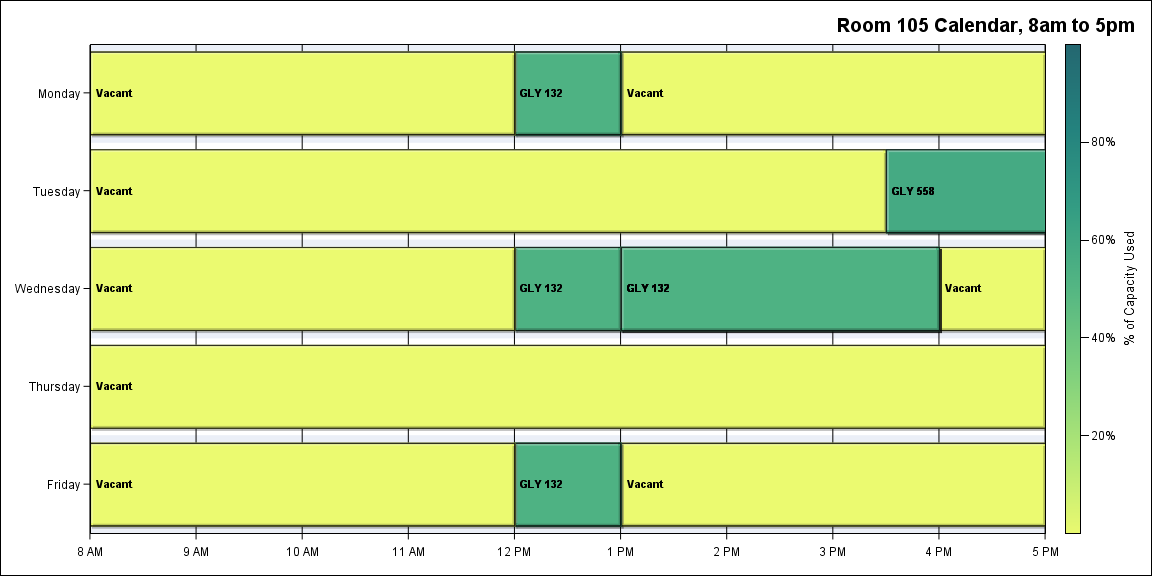 Room 105 Calendar, 8am to 5pm
Monday
Vacant
GLY 132
Vacant
Tuesday
Vacant
GLY 558
Wednesday
Vacant
GLY 132
GLY 132
Vacant
Thursday
Vacant
Friday
Vacant
GLY 132
Vacant
8 AM
9 AM
10 AM
11 AM
12 PM
1 PM
2 PM
3 PM
4 PM
5 PM
80%
60%
40%
20%
% of Capacity Used